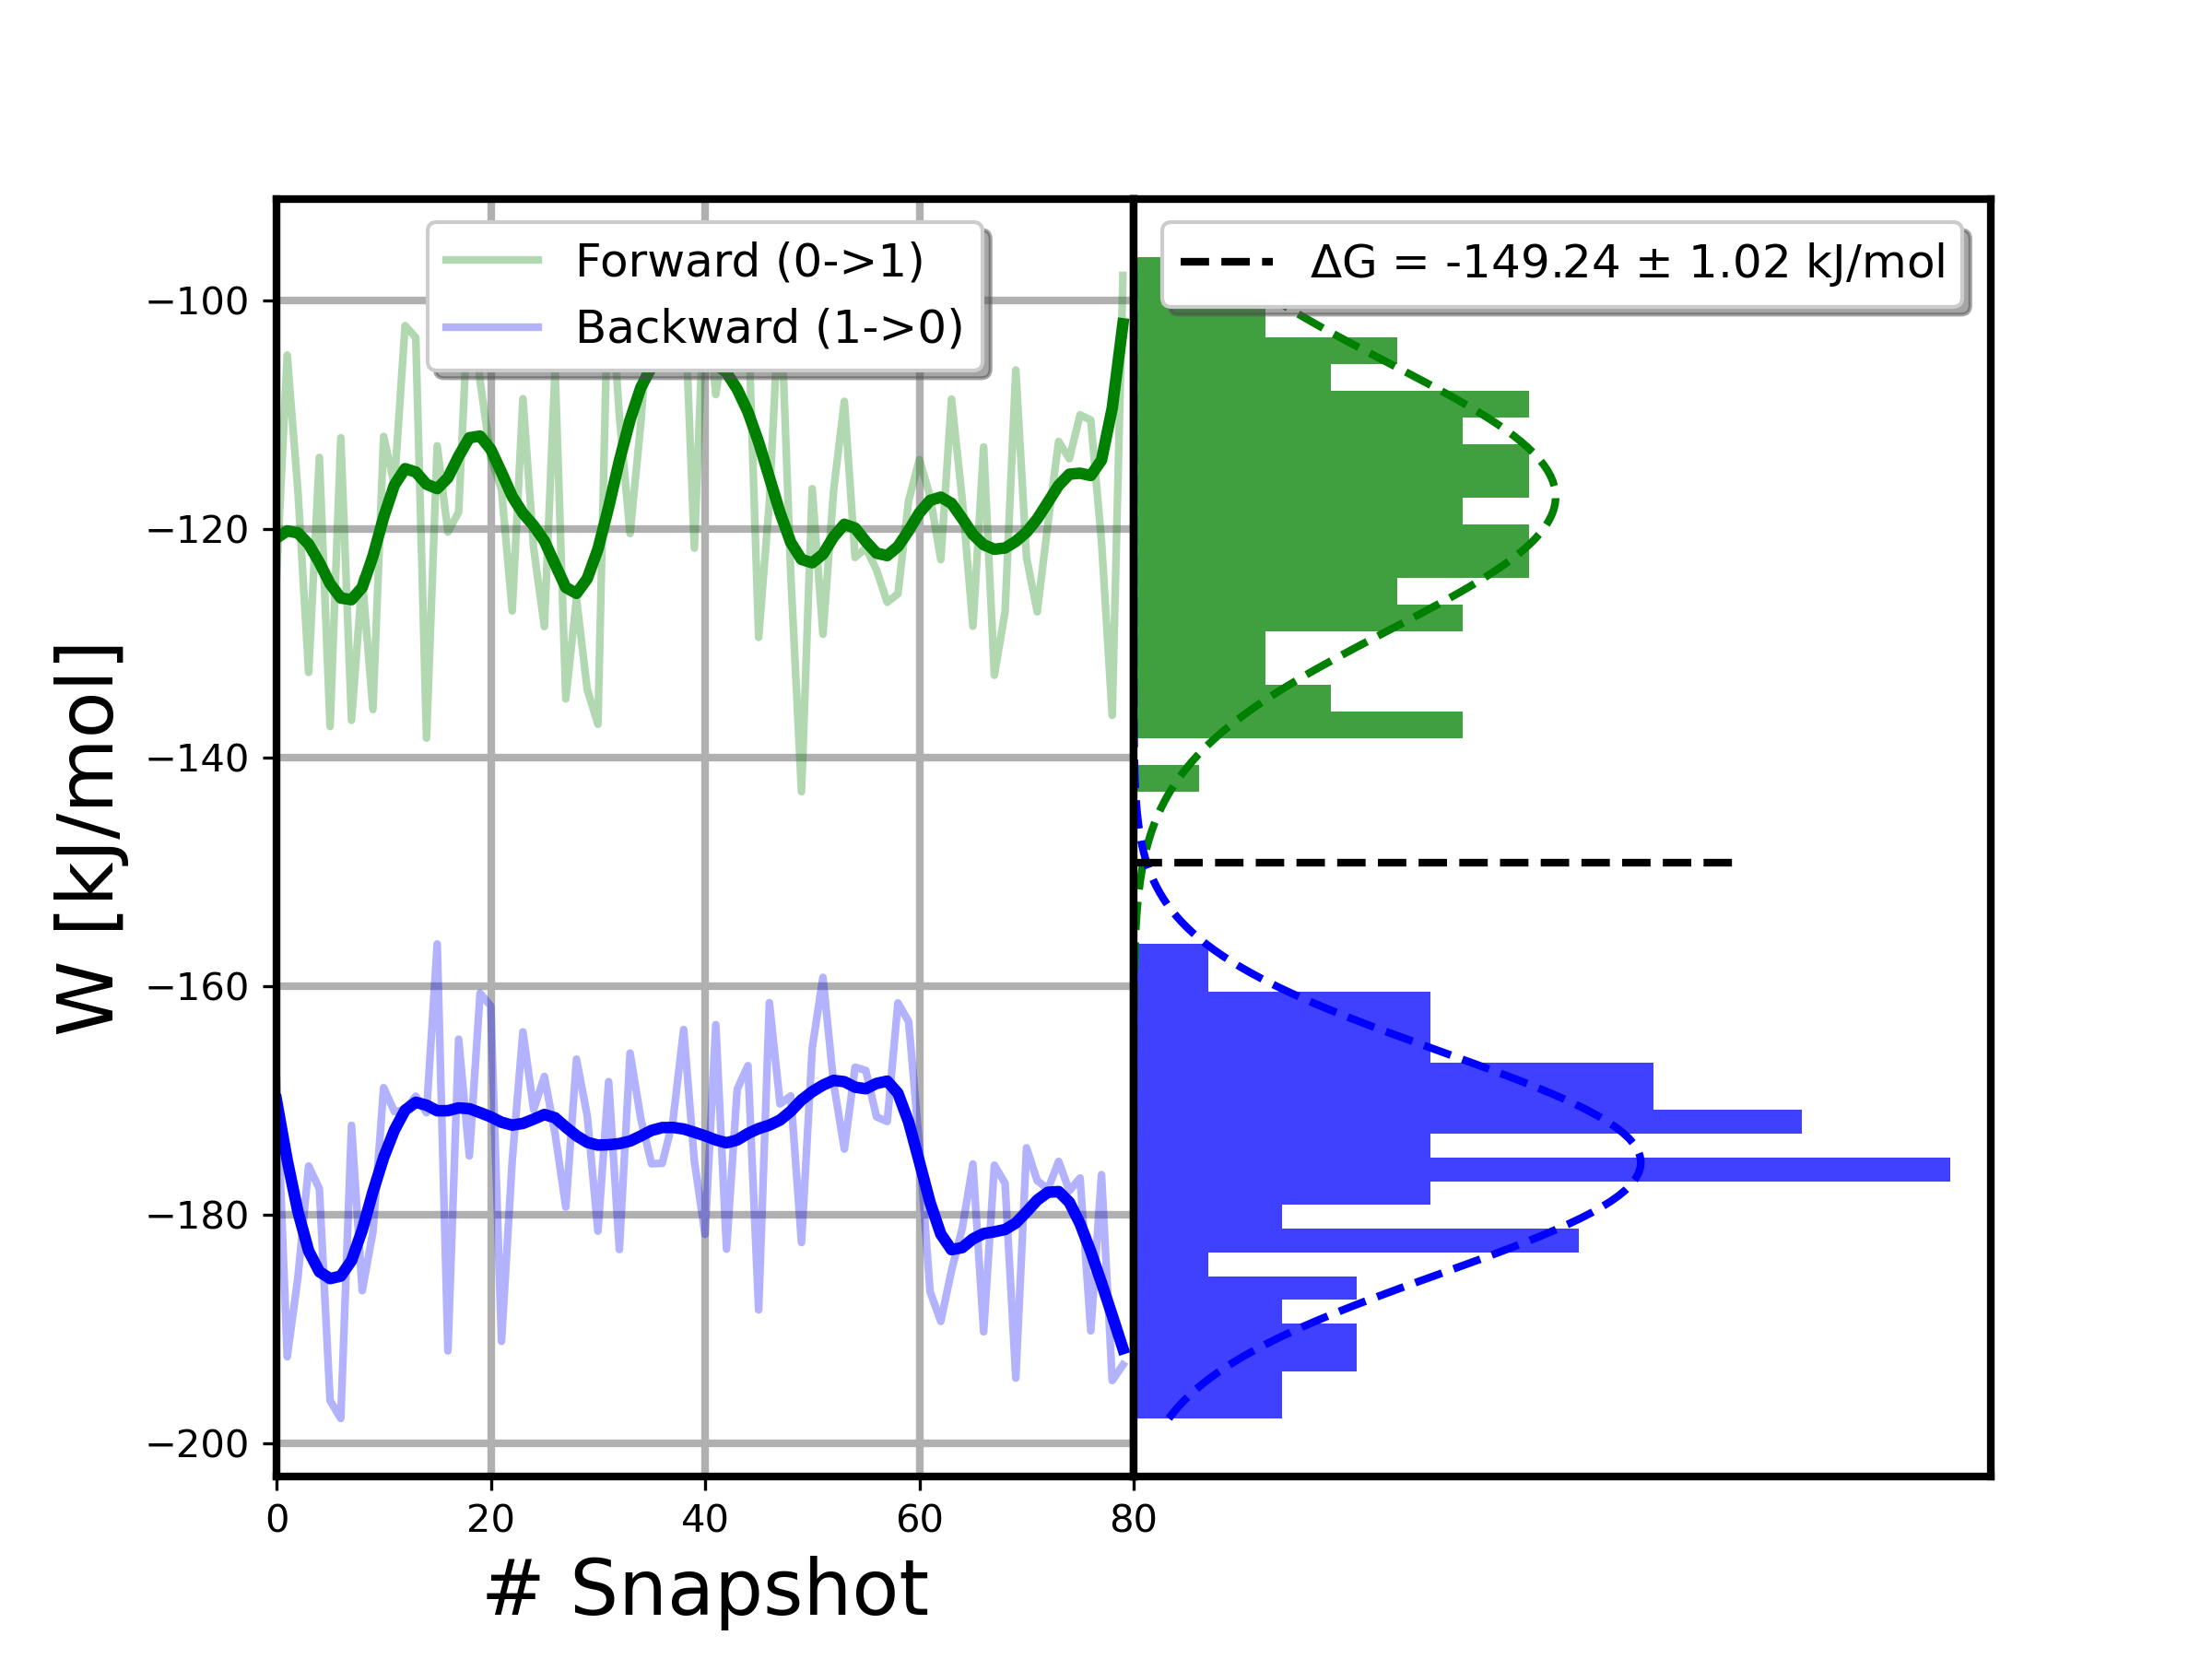 Forward (0->1)
Backward (1->0)
ΔG = -149.24 ± 1.02 kJ/mol
−100
−120
−140
−160
−180
−200
W [kJ/mol]
0 20 40 60 80
# Snapshot